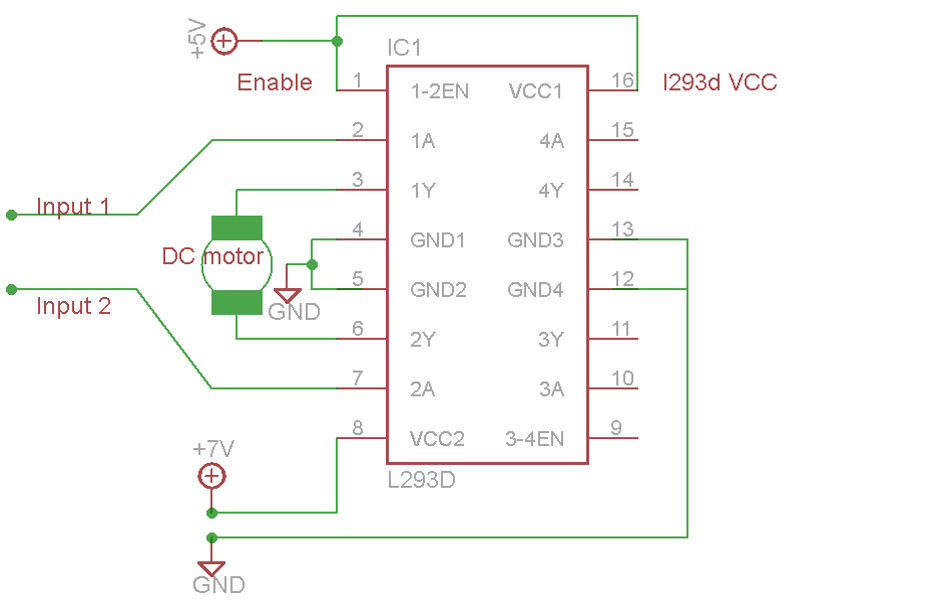 +5V
IC1
Enable
1
1-2EN
VCC1
16
l293d VCC
2
1A
4A
15
3
1Y
4Y
14
Input 1
4
GND1
GND3
13
DC motor
5
GND2
GND4
12
GND
Input 2
6
2Y
3Y
11
7
2A
3A
10
8
VCC2
3-4EN
9
+7V
L293D
GND